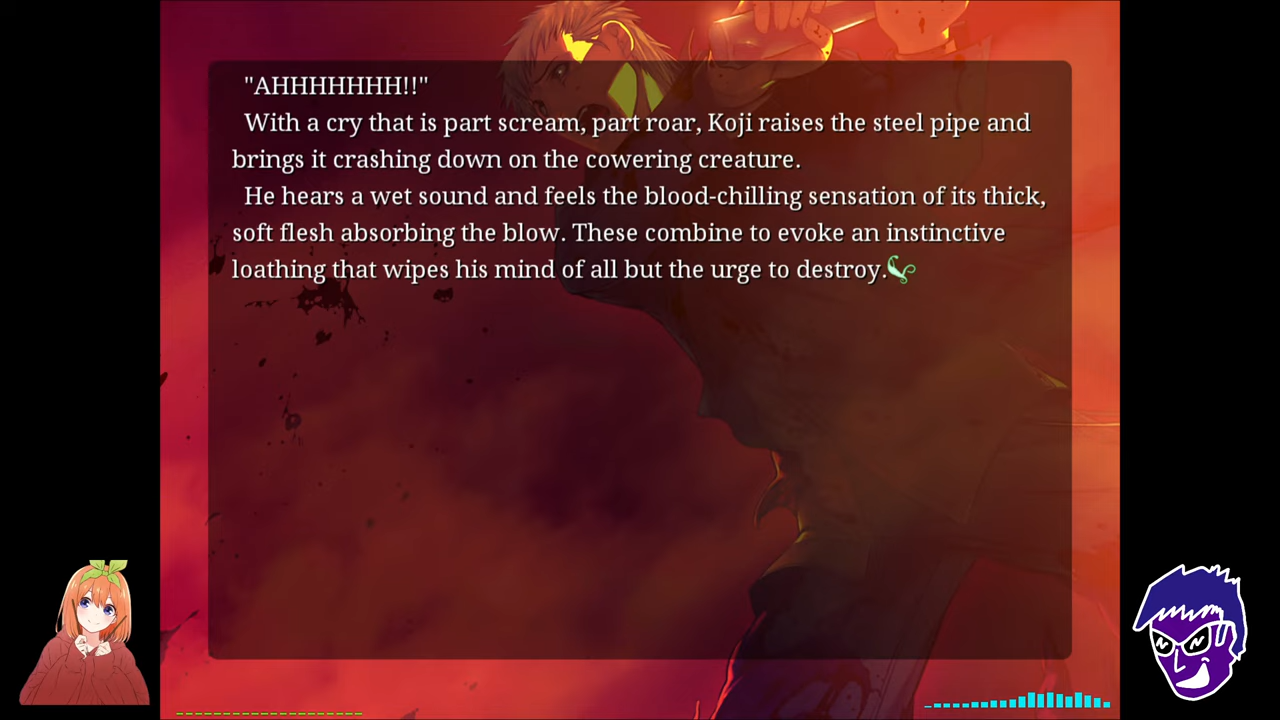 "AHHHHHHH!!"
With a cry that is part scream, part roar, Koji raises the steel pipe and
brings it crashing down on the cowering creature.
He hears a wet sound and feels the blood-chilling sensation of its thick,
soft flesh absorbing the blow. These combine to evoke an instinctive
loathing that wipes his mind of all but the urge to destroy.